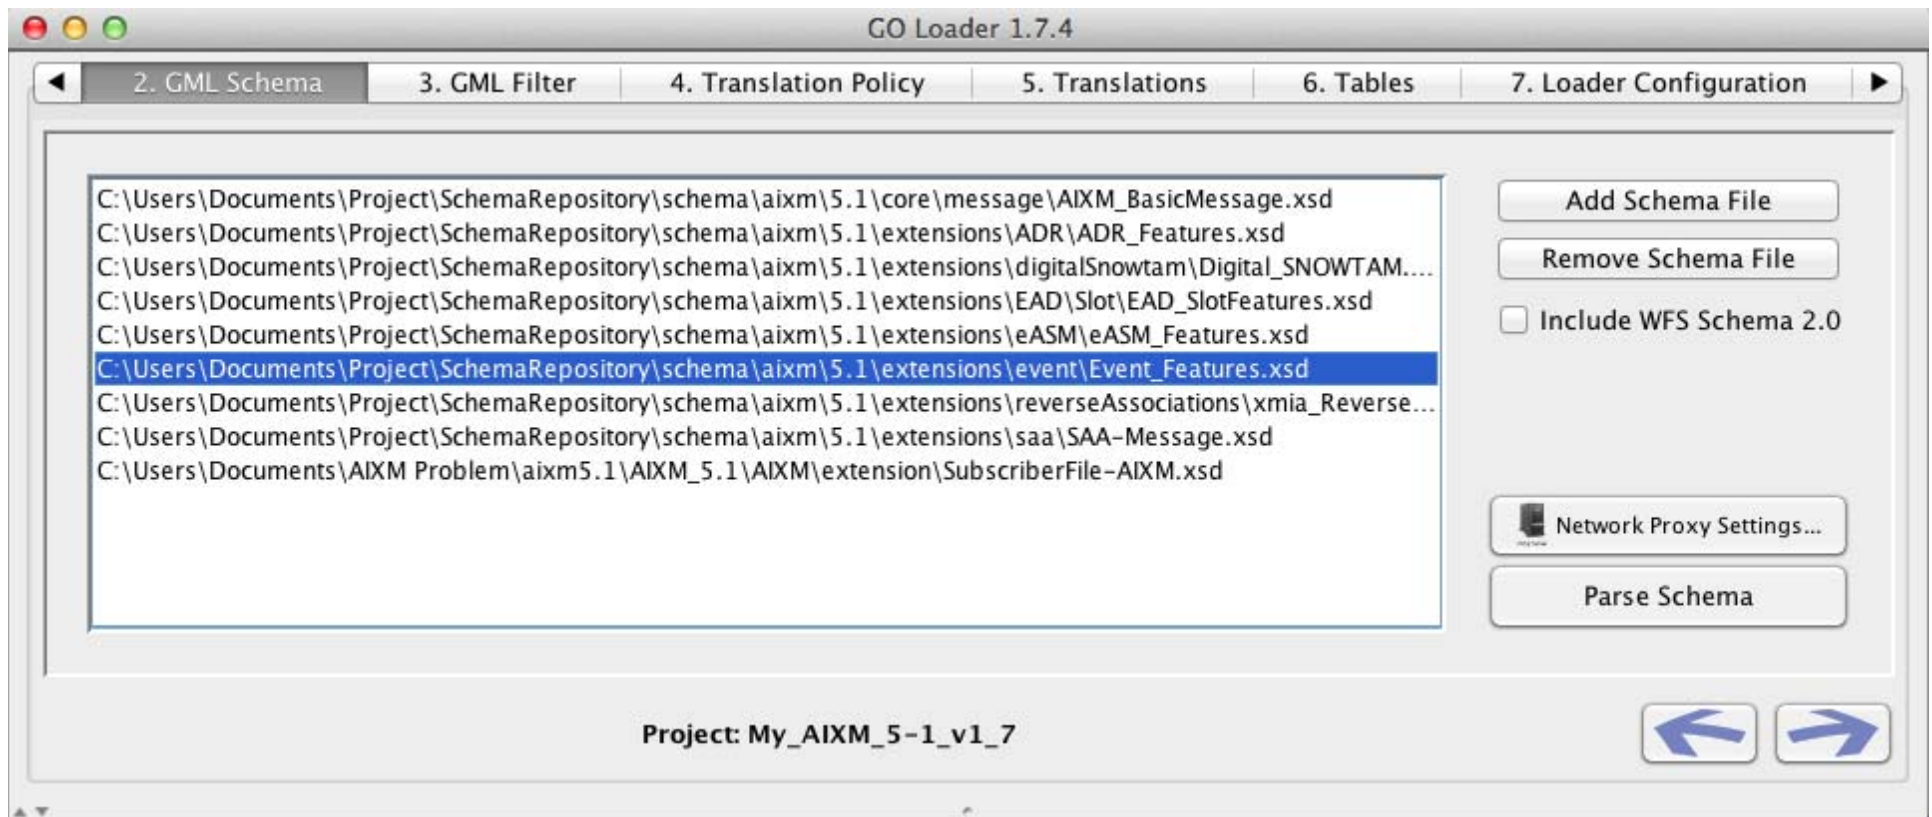 GO Loader 1.7.4
2. GML Schema 3. GML Filter 4. Translation Policy 5. Translations 6. Tables 7. Loader Configuration
C:\Users\Documents\Project\SchemaRepository\schema\aixm\5.1\core\message\AIXM_BasicMessage.xsd
C:\Users\Documents\Project\SchemaRepository\schema\aixm\5.1\extensions\ADR\ADR_Features.xsd
C:\Users\Documents\Project\SchemaRepository\schema\aixm\5.1\extensions\digitalSnowtam\Digital_SNOWTAM....
C:\Users\Documents\Project\SchemaRepository\schema\aixm\5.1\extensions\EAD\Slot\EAD_SlotFeatures.xsd
C:\Users\Documents\Project\SchemaRepository\schema\aixm\5.1\extensions\eASM\eASM_Features.xsd
C:\Users\Documents\Project\SchemaRepository\schema\aixm\5.1\extensions\event\Event_Features.xsd
C:\Users\Documents\Project\SchemaRepository\schema\aixm\5.1\extensions\reverseAssociations\xmia_Reverse...
C:\Users\Documents\Project\SchemaRepository\schema\aixm\5.1\extensions\saa\SAA-Message.xsd
C:\Users\Documents\AIXM Problem\aixm5.1\AIXM_5.1\AIXM\extension\SubscriberFile-AIXM.xsd
Add Schema File
Remove Schema File
Include WFS Schema 2.0
Network Proxy Settings...
Parse Schema
Project: My_AIXM_5-1_v1_7